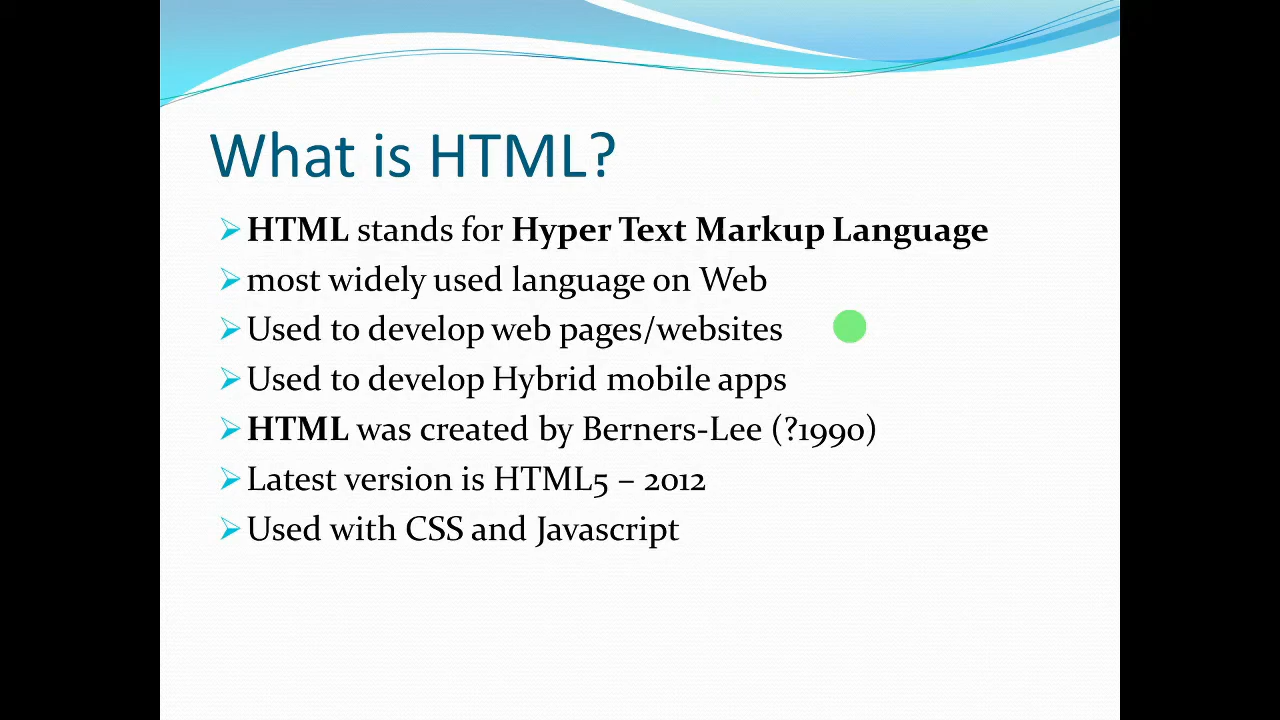 What is HTML?
HTML stands for Hyper Text Markup Language
most widely used language on Web
Used to develop web pages/websites
Used to develop Hybrid mobile apps
HTML was created by Berners-Lee (?1990)
Latest version is HTML5 – 2012
Used with CSS and Javascript